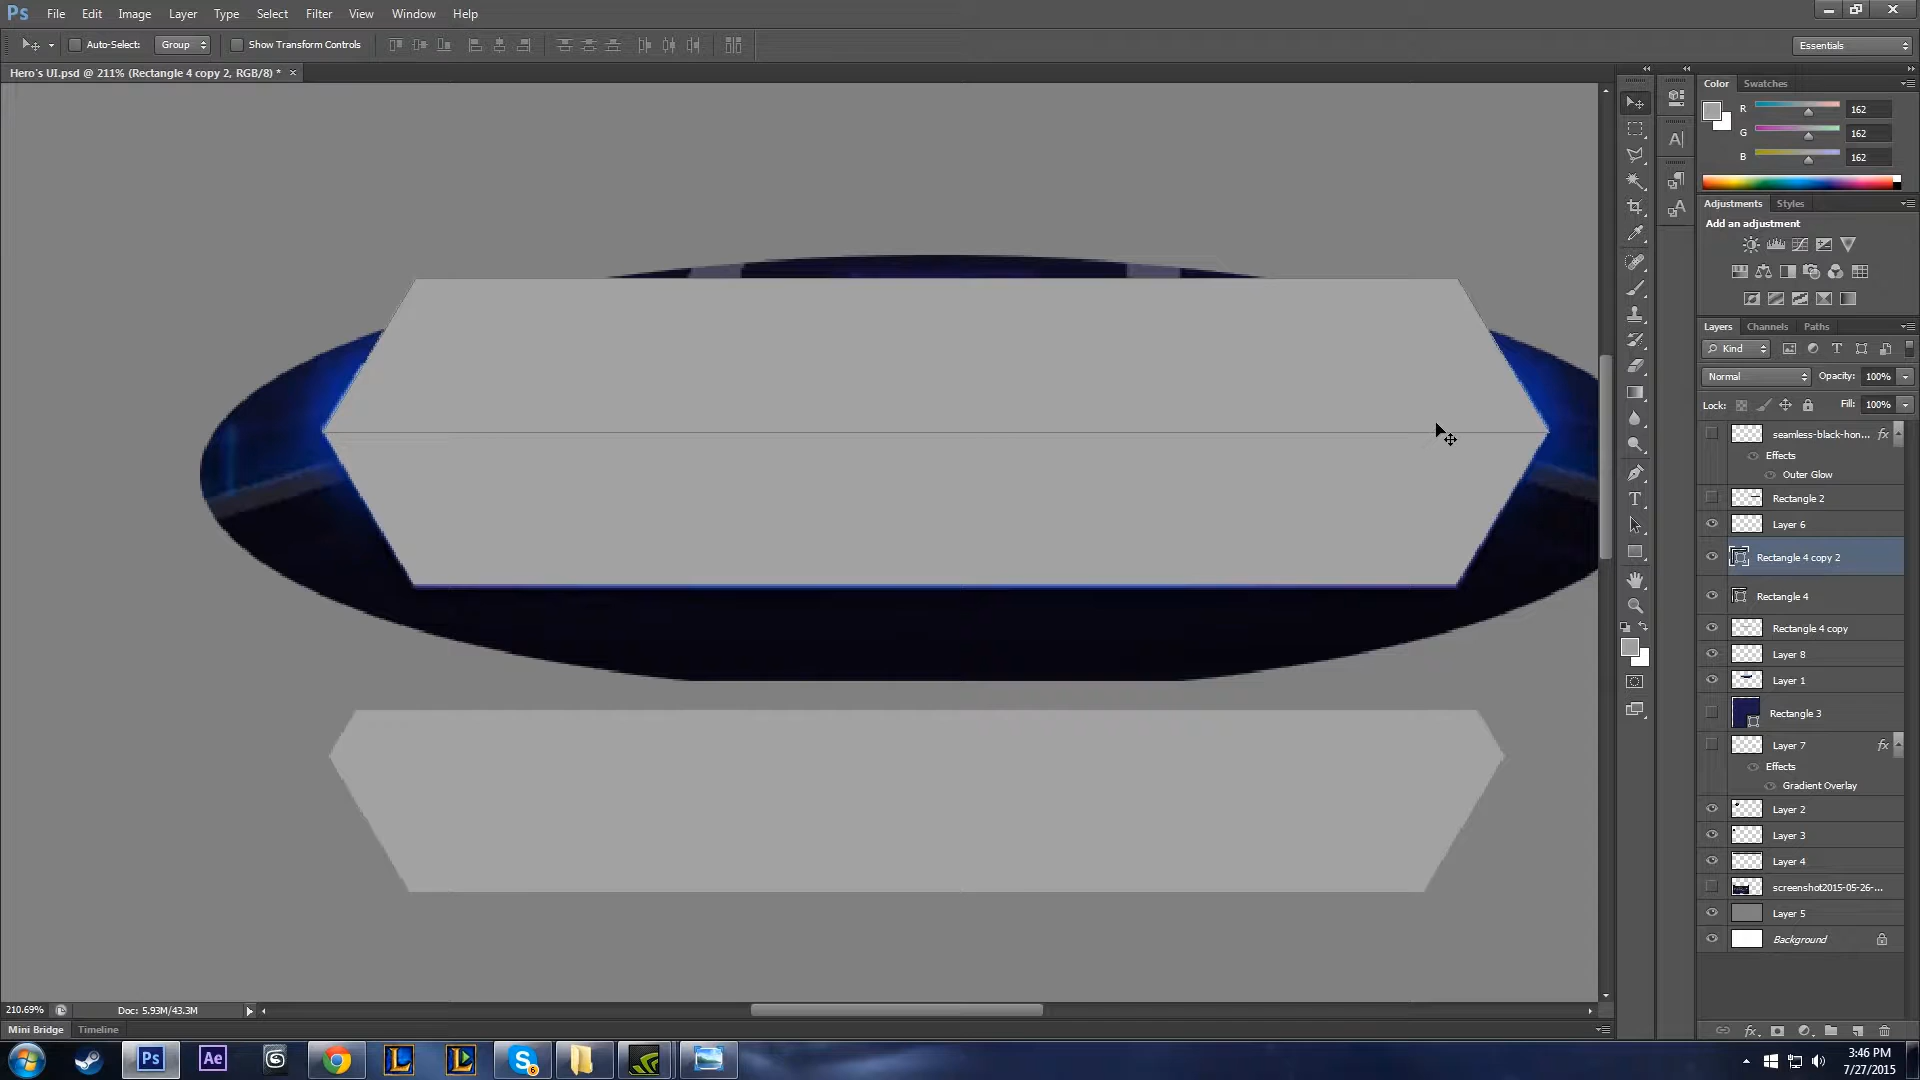 Ps File Edit Image Layer Type Select Filter View Window Help
Auto-Select: Group Show Transform Controls Essentials
Hero's UI.psd @ 211% (Rectangle 4 copy 2, RGB/8) * ×
Color Swatches
R 162
G 162
B 162
Adjustments Styles
Add an adjustment
Layers Channels Paths
Kind
Normal Opacity: 100%
Lock: Fill: 100%
seamless-black-hon... fx
Effects
Outer Glow
Rectangle 2
Layer 6
Rectangle 4 copy 2
Rectangle 4
Rectangle 4 copy
Layer 8
Layer 1
Rectangle 3
Layer 7 fx
Effects
Gradient Overlay
Layer 2
Layer 3
Layer 4
screenshot2015-05-26-...
Layer 5
Background
210.69% Doc: 5.93M/43.3M
Mini Bridge Timeline
Ps Ae 6
3:46 PM
7/27/2015